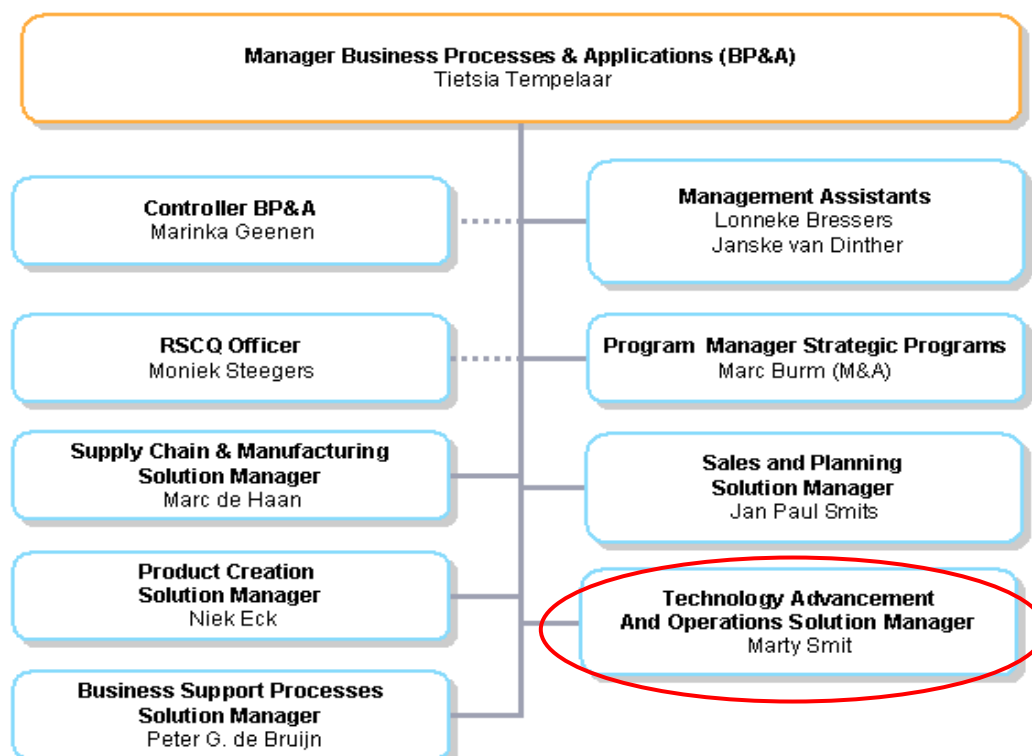 Manager Business Processes & Applications (BP&A)
Tietsia Tempelaar
Controller BP&A
Marinka Geenen
Management Assistants
Lonneke Bressers
Janske van Dinther
RSCQ Officer
Moniek Steegers
Program Manager Strategic Programs
Marc Burm (M&A)
Supply Chain & Manufacturing
Solution Manager
Marc de Haan
Sales and Planning
Solution Manager
Jan Paul Smits
Product Creation
Solution Manager
Niek Eck
Technology Advancement
And Operations Solution Manager
Marty Smit
Business Support Processes
Solution Manager
Peter G. de Bruijn